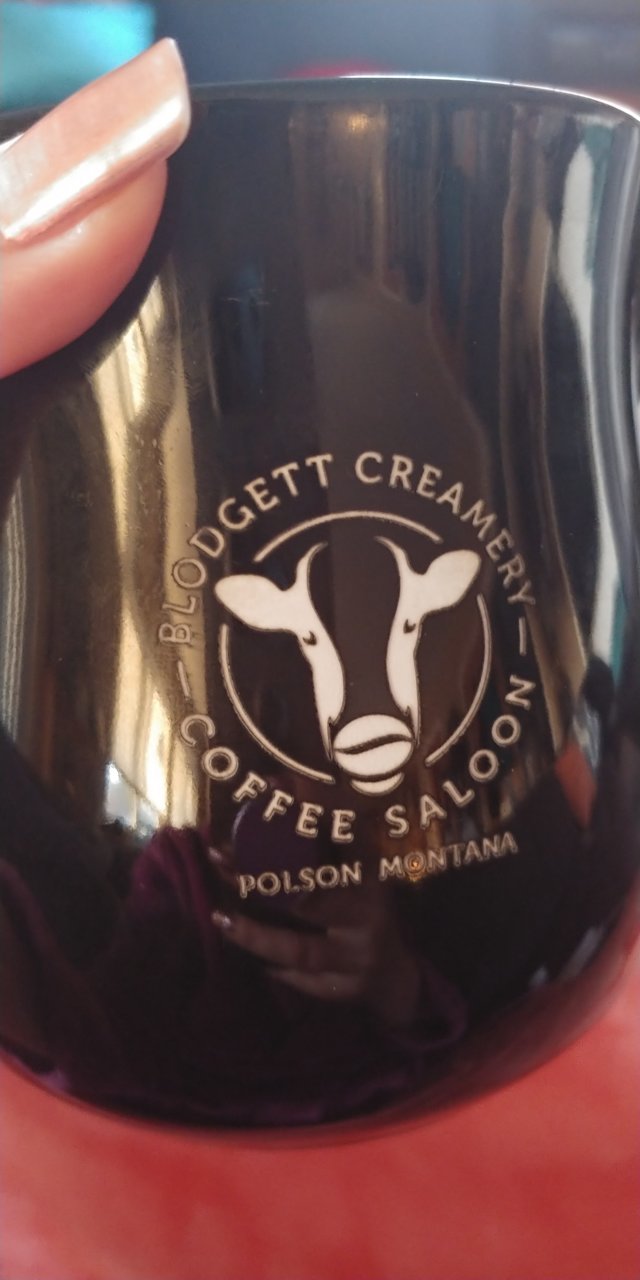 BLODGETT CREAMERY
COFFEE SALOON
POLSON MONTANA